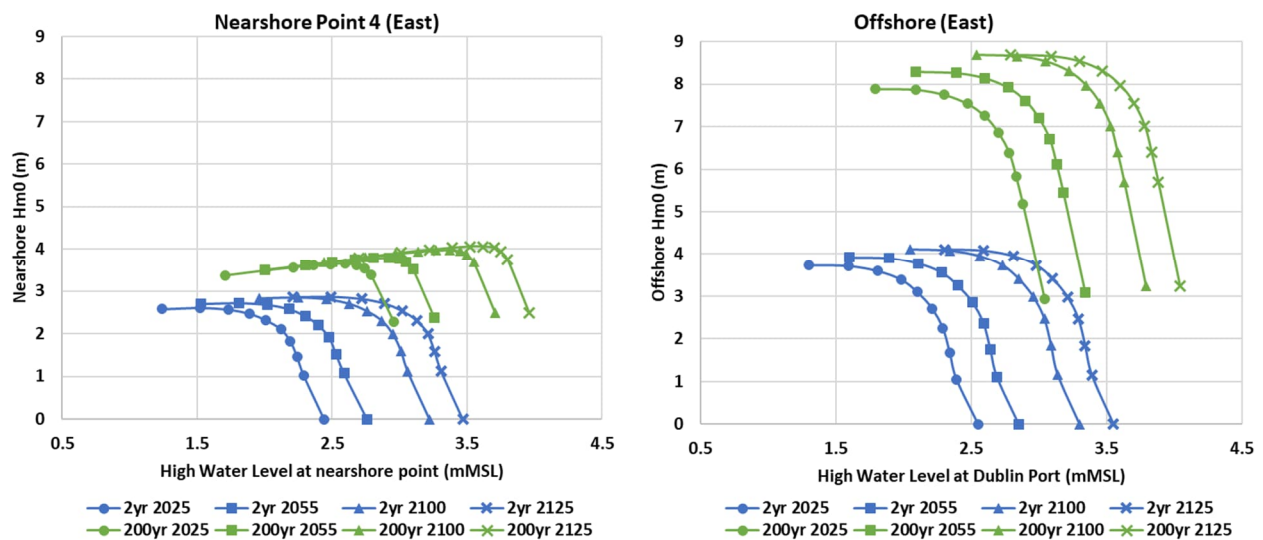 Nearshore Point 4 (East)
9
8
7
6
5
4
3
2
1
0
Nearshore Hm0 (m)
0.5 1.5 2.5 3.5 4.5
High Water Level at nearshore point (mMSL)
2yr 2025 2yr 2055 2yr 2100 2yr 2125
200yr 2025 200yr 2055 200yr 2100 200yr 2125
Offshore (East)
9
8
7
6
5
4
3
2
1
0
Offshore Hm0 (m)
0.5 1.5 2.5 3.5 4.5
High Water Level at Dublin Port (mMSL)
2yr 2025 2yr 2055 2yr 2100 2yr 2125
200yr 2025 200yr 2055 200yr 2100 200yr 2125